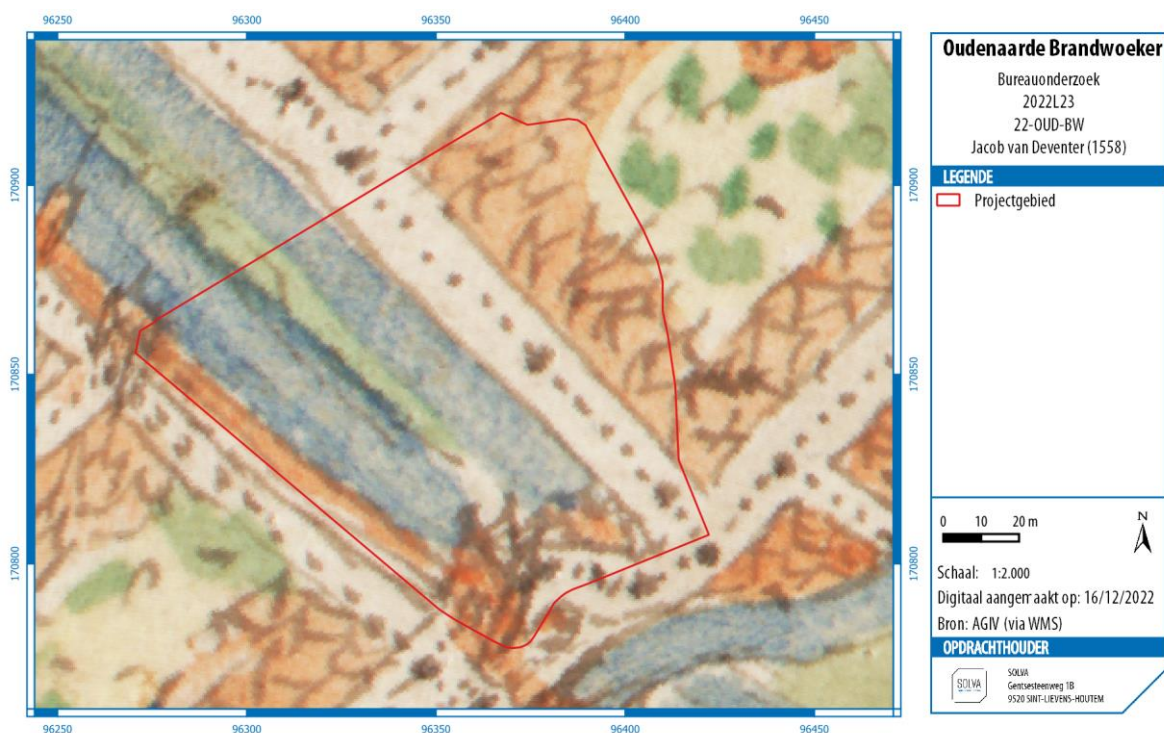 96250 96300 96350 96400 96450
170900 170900
170850 170850
170800 170800
96250 96300 96350 96400 96450
Oudenaarde Brandwoeker
Bureauonderzoek
2022L23
22-OUD-BW
Jacob van Deventer (1558)
LEGENDE
Projectgebied
0 10 20 m
N
Schaal: 1:2.000
Digitaal aangemaakt op: 16/12/2022
Bron: AGIV (via WMS)
OPDRACHTHOUDER
SOLVA
SOLVA
Gentsesteenweg 1B
9520 SINT-LIEVENS-HOUTEM